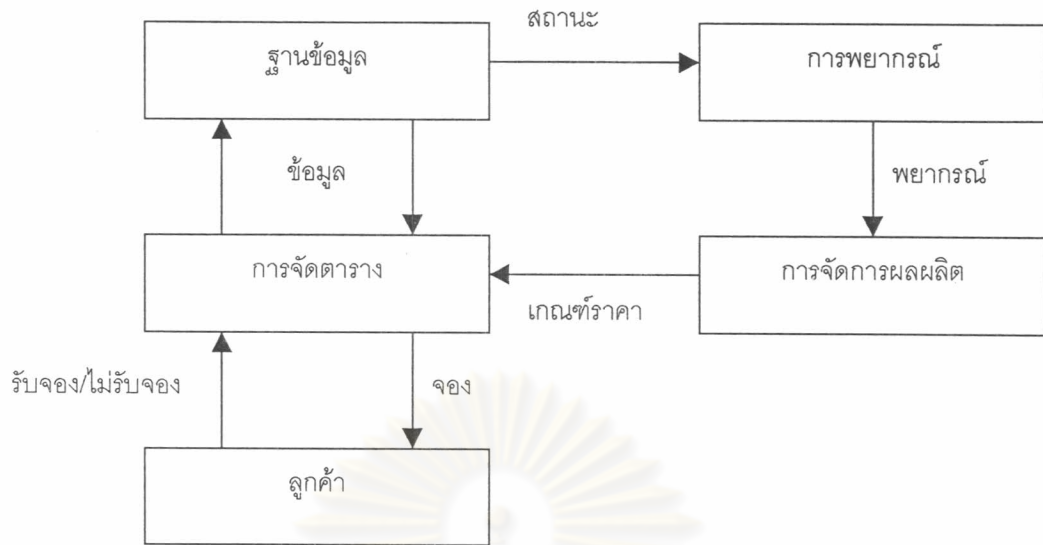 สถานะ
ฐานข้อมูล
การพยากรณ์
ข้อมูล
พยากรณ์
การจัดตาราง
การจัดการผลผลิต
เกณฑ์ราคา
รับจอง/ไม่รับจอง
จอง
ลูกค้า